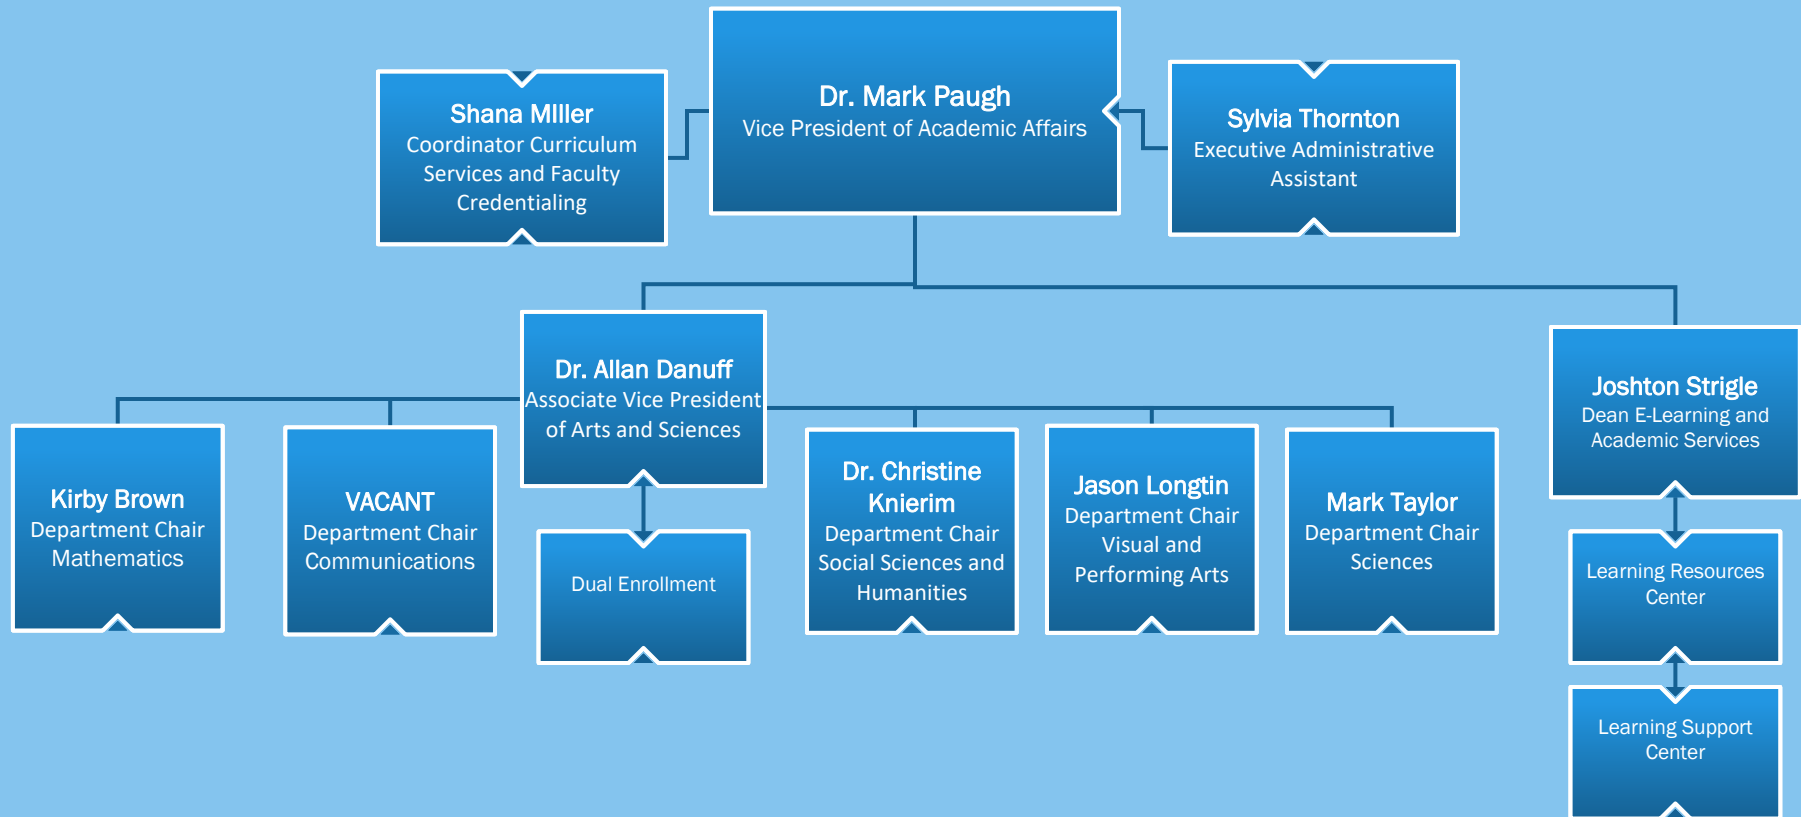 Dr. Mark Paugh
Vice President of Academic Affairs
Shana MIller
Coordinator Curriculum
Services and Faculty
Credentialing
Sylvia Thornton
Executive Administrative
Assistant
Dr. Allan Danuff
Associate Vice President
of Arts and Sciences
Joshton Strigle
Dean E-Learning and
Academic Services
Kirby Brown
Department Chair
Mathematics
VACANT
Department Chair
Communications
Dual Enrollment
Dr. Christine
Knierim
Department Chair
Social Sciences and
Humanities
Jason Longtin
Department Chair
Visual and
Performing Arts
Mark Taylor
Department Chair
Sciences
Learning Resources
Center
Learning Support
Center